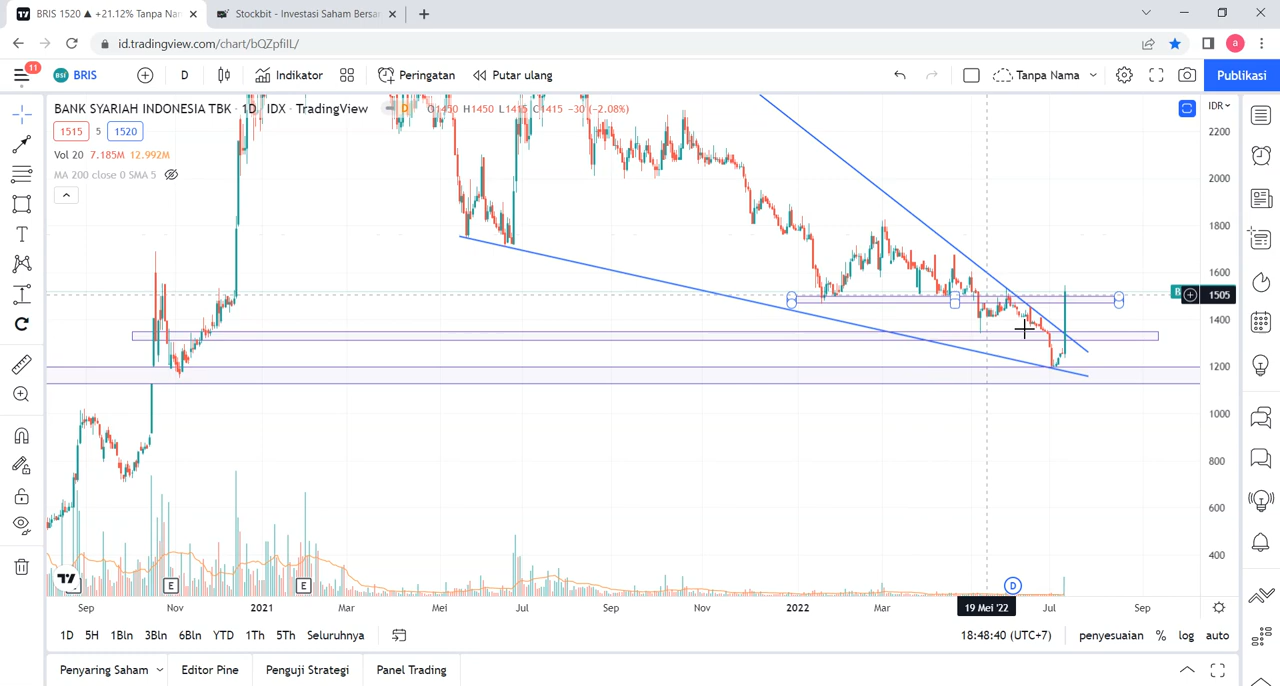 BRIS 1520 ▲ +21.12% Tanpa Nan
Stockbit - Investasi Saham Bersa
id.tradingview.com/chart/bQZpfiIL/
a
11
BSI BRIS D Indikator Peringatan Putar ulang Tanpa Nama Publikasi
BANK SYARIAH INDONESIA TBK · 1D · IDX · TradingView D O1450 H1450 L1415 C1415 −30 (−2.08%)
IDR
1515 5 1520
Vol 20 7.185M 12.992M
MA 200 close 0 SMA 5
2200
2000
1800
1600
1505
1400
1200
1000
800
600
400
E E D
Sep Nov 2021 Mar Mei Jul Sep Nov 2022 Mar 19 Mei '22 Jul Sep
1D 5H 1Bln 3Bln 6Bln YTD 1Th 5Th Seluruhnya 18:48:40 (UTC+7) penyesuaian % log auto
Penyaring Saham Editor Pine Penguji Strategi Panel Trading